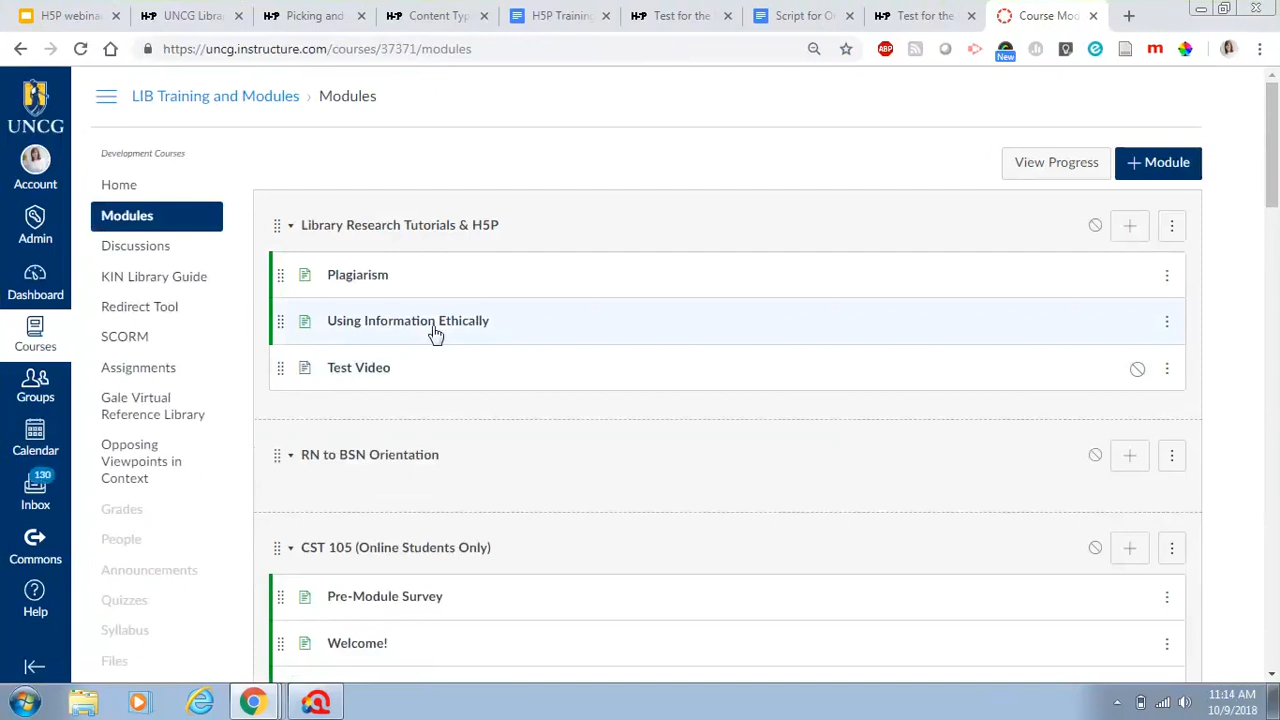 H5P webina
UNCG Libra
Picking and
Content Ty
H5P Trainin
Test for the
Script for O
Test for the
Course Mod
https://uncg.instructure.com/courses/37371/modules
ABP
New
m
UNCG
Account
Admin
Dashboard
Courses
Groups
Calendar
130
Inbox
Commons
Help
LIB Training and Modules › Modules
Development Courses
Home
Modules
Discussions
KIN Library Guide
Redirect Tool
SCORM
Assignments
Gale Virtual
Reference Library
Opposing
Viewpoints in
Context
Grades
People
Announcements
Quizzes
Syllabus
Files
View Progress
+ Module
Library Research Tutorials & H5P
Plagiarism
Using Information Ethically
Test Video
RN to BSN Orientation
CST 105 (Online Students Only)
Pre-Module Survey
Welcome!
11:14 AM
10/9/2018